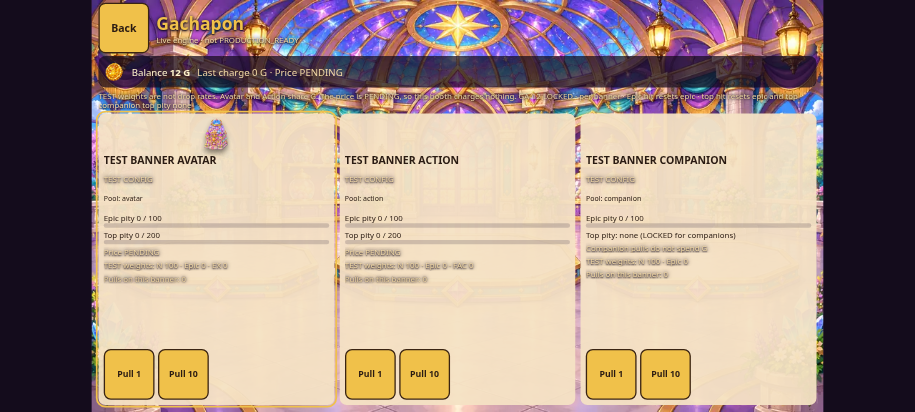 Back
Gachapon
Live engine · not PRODUCTION_READY
Balance 12 G Last charge 0 G · Price PENDING
TEST weights are not drop rates. Avatar and Action share G. The price is PENDING, so this booth charges nothing. LOCKED per banner. Epic hit resets epic · top hit resets epic and top
companion top pity none
TEST BANNER AVATAR
TEST CONFIG
Pool: avatar
Epic pity 0 / 100
Top pity 0 / 200
Price PENDING
TEST weights: N 100 · Epic 0 · EX 0
Pulls on this banner: 0
Pull 1
Pull 10
TEST BANNER ACTION
TEST CONFIG
Pool: action
Epic pity 0 / 100
Top pity 0 / 200
Price PENDING
TEST weights: N 100 · Epic 0 · FAC 0
Pulls on this banner: 0
Pull 1
Pull 10
TEST BANNER COMPANION
TEST CONFIG
Pool: companion
Epic pity 0 / 100
Top pity: none (LOCKED for companions)
Companion pulls do not spend G
TEST weights: N 100 · Epic 0
Pulls on this banner: 0
Pull 1
Pull 10